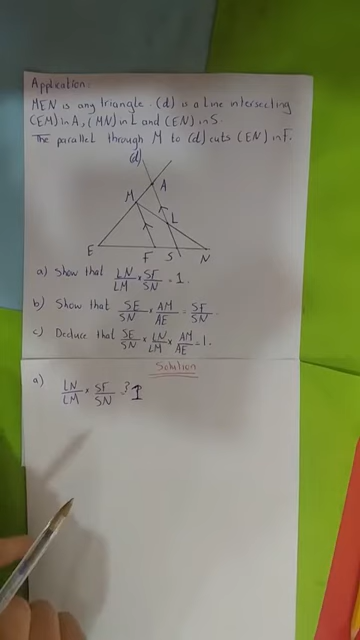 Application:
MEN is any triangle. (d) is a line intersecting
(EM) in A, (MN) in L and (EN) in S.
The parallel through M to (d) cuts (EN) in F.
(d)
A
M
L
E F S N
a) Show that LN/LM × SF/SN = 1.
b) Show that SE/SN × AM/AE = SF/SN.
c) Deduce that SE/SN × LN/LM × AM/AE = 1.
Solution
a) LN/LM × SF/SN ? 1